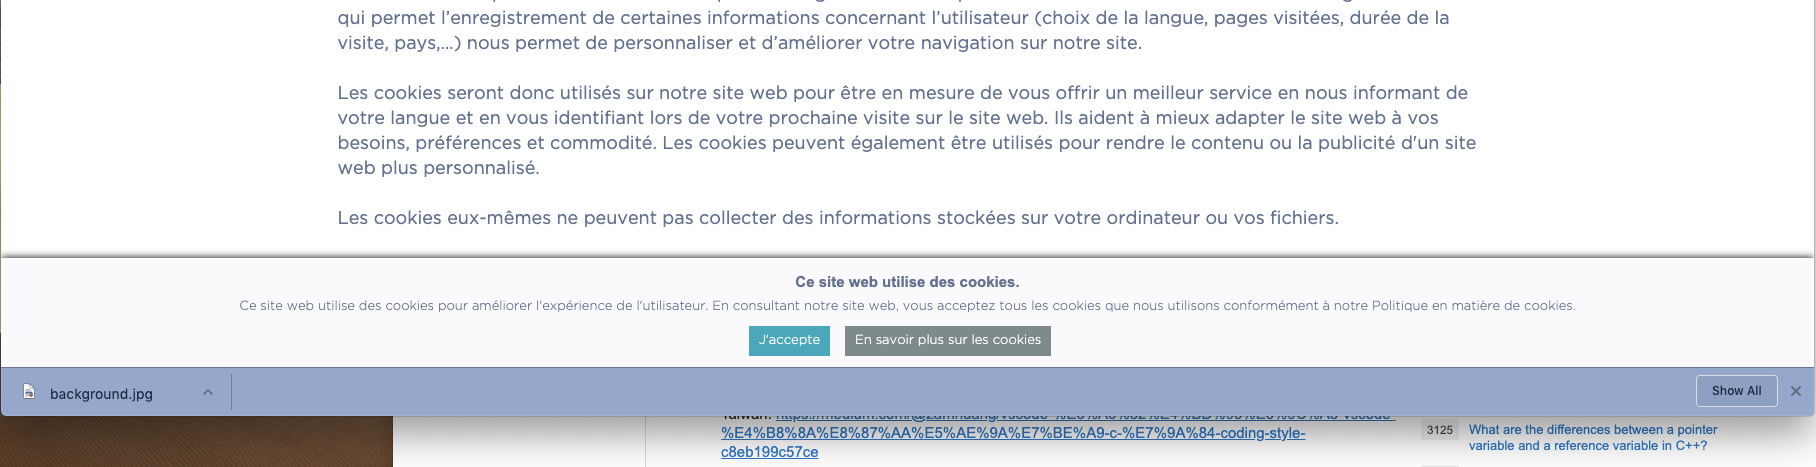 qui permet l’enregistrement de certaines informations concernant l’utilisateur (choix de la langue, pages visitées, durée de la
visite, pays,...) nous permet de personnaliser et d’améliorer votre navigation sur notre site.
Les cookies seront donc utilisés sur notre site web pour être en mesure de vous offrir un meilleur service en nous informant de
votre langue et en vous identifiant lors de votre prochaine visite sur le site web. Ils aident à mieux adapter le site web à vos
besoins, préférences et commodité. Les cookies peuvent également être utilisés pour rendre le contenu ou la publicité d'un site
web plus personnalisé.
Les cookies eux-mêmes ne peuvent pas collecter des informations stockées sur votre ordinateur ou vos fichiers.
Ce site web utilise des cookies.
Ce site web utilise des cookies pour améliorer l'expérience de l'utilisateur. En consultant notre site web, vous acceptez tous les cookies que nous utilisons conformément à notre Politique en matière de cookies.
J'accepte
En savoir plus sur les cookies
background.jpg
Show All
%E4%B8%8A%E8%87%AA%E5%AE%9A%E7%BE%A9-c-%E7%9A%84-coding-style-
c8eb199c57ce
3125
What are the differences between a pointer
variable and a reference variable in C++?